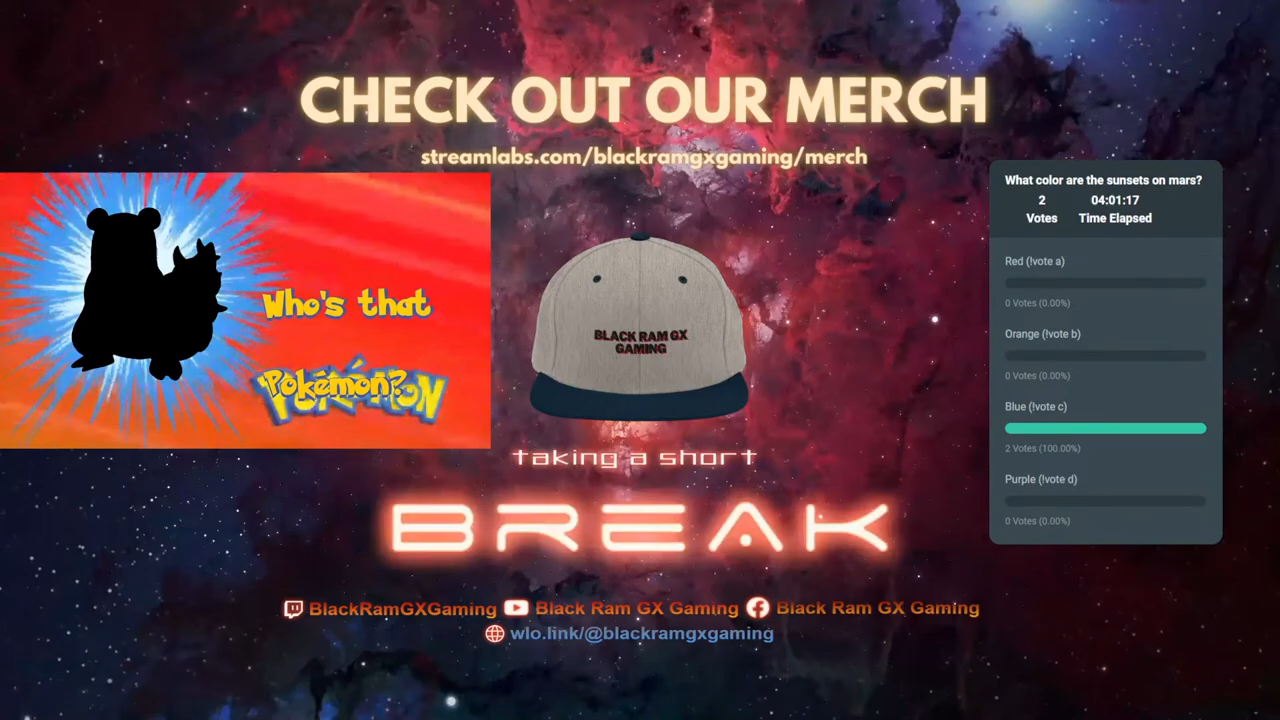 CHECK OUT OUR MERCH
streamlabs.com/blackramgxgaming/merch
Who's that
Pokémon?
POKÉMON
BLACK RAM GX
GAMING
taking a short
BREAK
BlackRamGXGaming Black Ram GX Gaming Black Ram GX Gaming
wlo.link/@blackramgxgaming
What color are the sunsets on mars?
2 04:01:17
Votes Time Elapsed
Red (!vote a)
0 Votes (0.00%)
Orange (!vote b)
0 Votes (0.00%)
Blue (!vote c)
2 Votes (100.00%)
Purple (!vote d)
0 Votes (0.00%)